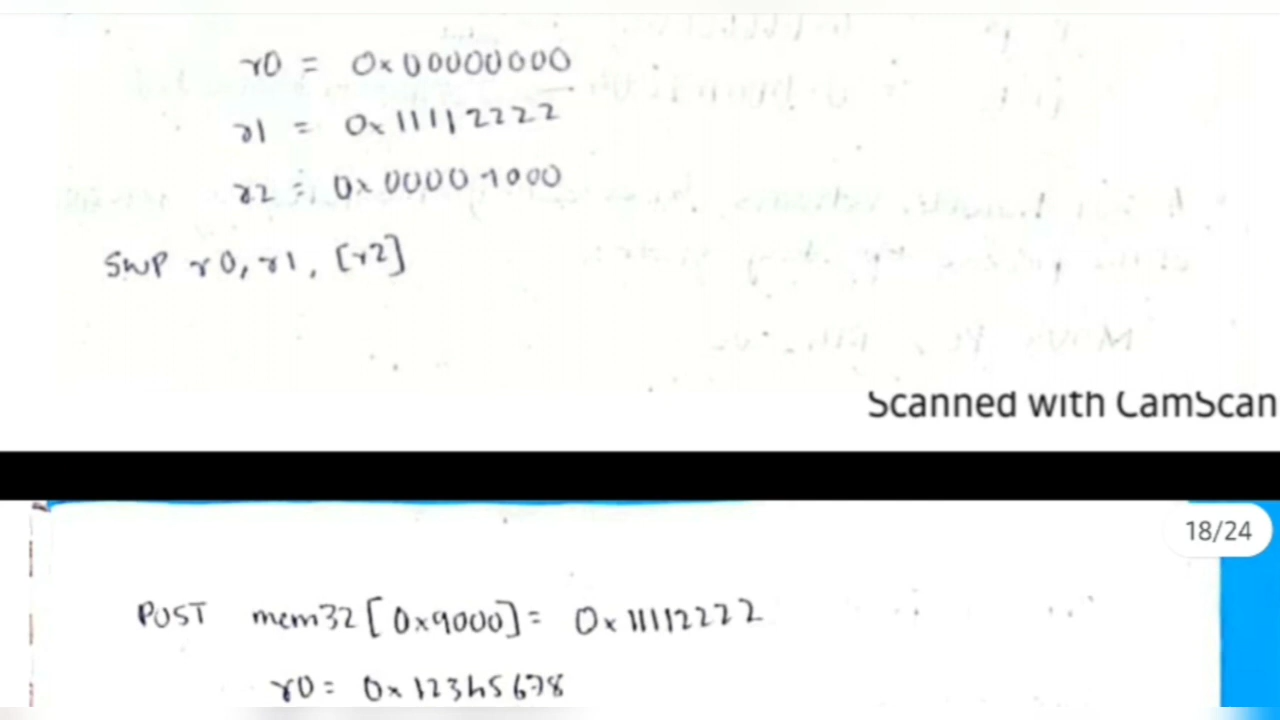 r0 = 0x00000000
r1 = 0x11112222
r2 = 0x00009000
SWP r0, r1, [r2]
Scanned with CamScan
18/24
POST mem32 [0x9000] = 0x11112222
r0 = 0x12345678